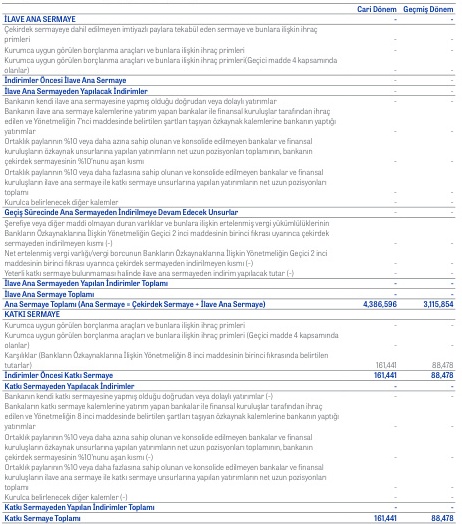 Cari Dönem Geçmiş Dönem
İLAVE ANA SERMAYE - -
Çekirdek sermayeye dahil edilmeyen imtiyazlı paylara tekabül eden sermaye ve bunlara ilişkin ihraç
primleri - -
Kurumca uygun görülen borçlanma araçları ve bunlara ilişkin ihraç primleri - -
Kurumca uygun görülen borçlanma araçları ve bunlara ilişkin ihraç primleri(Geçici madde 4 kapsamında
olanlar) - -
İndirimler Öncesi İlave Ana Sermaye - -
İlave Ana Sermayeden Yapılacak İndirimler - -
Bankanın kendi ilave ana sermayesine yapmış olduğu doğrudan veya dolaylı yatırımlar - -
Bankanın ilave ana sermaye kalemlerine yatırım yapan bankalar ile finansal kuruluşlar tarafından ihraç
edilen ve Yönetmeliğin 7'nci maddesinde belirtilen şartları taşıyan özkaynak kalemlerine bankanın yaptığı
yatırımlar - -
Ortaklık paylarının %10 veya daha azına sahip olunan ve konsolide edilmeyen bankalar ve finansal
kuruluşların özkaynak unsurlarına yapılan yatırımların net uzun pozisyonları toplamının, bankanın
çekirdek sermayesinin %10'nunu aşan kısmı - -
Ortaklık paylarının %10 veya daha fazlasına sahip olunan ve konsolide edilmeyen bankalar ve finansal
kuruluşların ilave ana sermaye ile katkı sermaye unsurlarına yapılan yatırımların net uzun pozisyonları
toplamı - -
Kurulca belirlenecek diğer kalemler - -
Geçiş Sürecinde Ana Sermayeden İndirilmeye Devam Edecek Unsurlar - -
Şerefiye veya diğer maddi olmayan duran varlıklar ve bunlara ilişkin ertelenmiş vergi yükümlülüklerinin
Bankların Özkaynaklarına İlişkin Yönetmeliğin Geçici 2 inci maddesinin birinci fıkrası uyarınca çekirdek
sermayeden indirilmeyen kısmı (-) - -
Net ertelenmiş vergi varlığı/vergi borcunun Bankların Özkaynaklarına İlişkin Yönetmeliğin Geçici 2 inci
maddesinin birinci fıkrası uyarınca çekirdek sermayeden indirilmeyen kısmı (-) - -
Yeterli katkı sermaye bulunmaması halinde ilave ana sermayeden indirim yapılacak tutar (-) - -
İlave Ana Sermayeden Yapılan İndirimler Toplamı - -
İlave Ana Sermaye Toplamı - -
Ana Sermaye Toplamı (Ana Sermaye = Çekirdek Sermaye + İlave Ana Sermaye) 4,386,596 3,115,854
KATKI SERMAYE
Kurumca uygun görülen borçlanma araçları ve bunlara ilişkin ihraç primleri - -
Kurumca uygun görülen borçlanma araçları ve bunlara ilişkin ihraç primleri (Geçici madde 4 kapsamında
olanlar) - -
Karşılıklar (Bankların Özkaynaklarına İlişkin Yönetmeliğin 8 inci maddesinin birinci fıkrasında belirtilen
tutarlar) 161,441 88,478
İndirimler Öncesi Katkı Sermaye 161,441 88,478
Katkı Sermayeden Yapılacak İndirimler - -
Bankanın kendi katkı sermayesine yapmış olduğu doğrudan veya dolaylı yatırımlar (-) - -
Bankaların katkı sermaye kalemlerine yatırım yapan bankalar ile finansal kuruluşlar tarafından ihraç
edilen ve Yönetmeliğin 8 inci maddesinde belirtilen şartları taşıyan özkaynak kalemlerine bankanın yaptığı
yatırımlar - -
Ortaklık paylarının %10 veya daha azına sahip olunan ve konsolide edilmeyen bankalar ve finansal
kuruluşların özkaynak unsurlarına yapılan yatırımların net uzun pozisyonları toplamının, bankanın
çekirdek sermayesinin %10'nunu aşan kısmı (-) - -
Ortaklık paylarının %10 veya daha fazlasına sahip olunan ve konsolide edilmeyen bankalar ve finansal
kuruluşların ilave ana sermaye ile katkı sermaye unsurlarına yapılan yatırımların net uzun pozisyonları
toplamı - -
Kurulca belirlenecek diğer kalemler (-) - -
Katkı Sermayeden Yapılan İndirimler Toplamı - -
Katkı Sermaye Toplamı 161,441 88,478